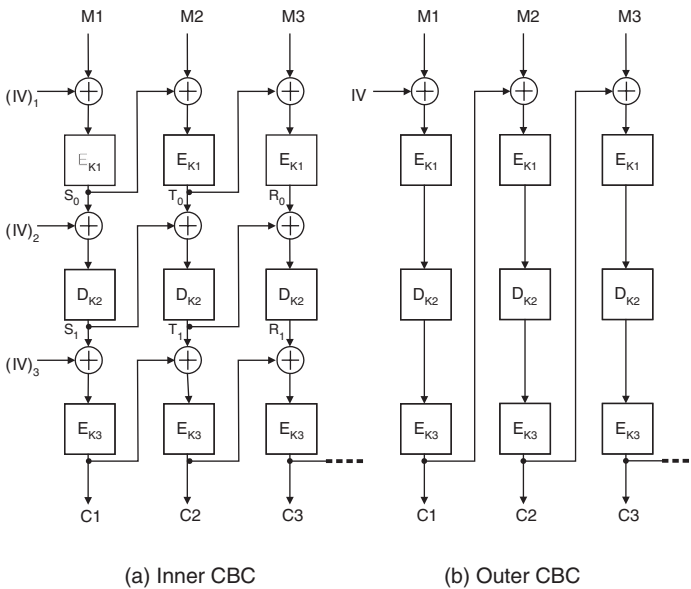 M1 M2 M3 M1 M2 M3
(IV)1 IV
EK1 EK1 EK1 EK1 EK1 EK1
S0 T0 R0
(IV)2
DK2 DK2 DK2 DK2 DK2 DK2
S1 T1 R1
(IV)3
EK3 EK3 EK3 EK3 EK3 EK3
C1 C2 C3 C1 C2 C3
(a) Inner CBC (b) Outer CBC